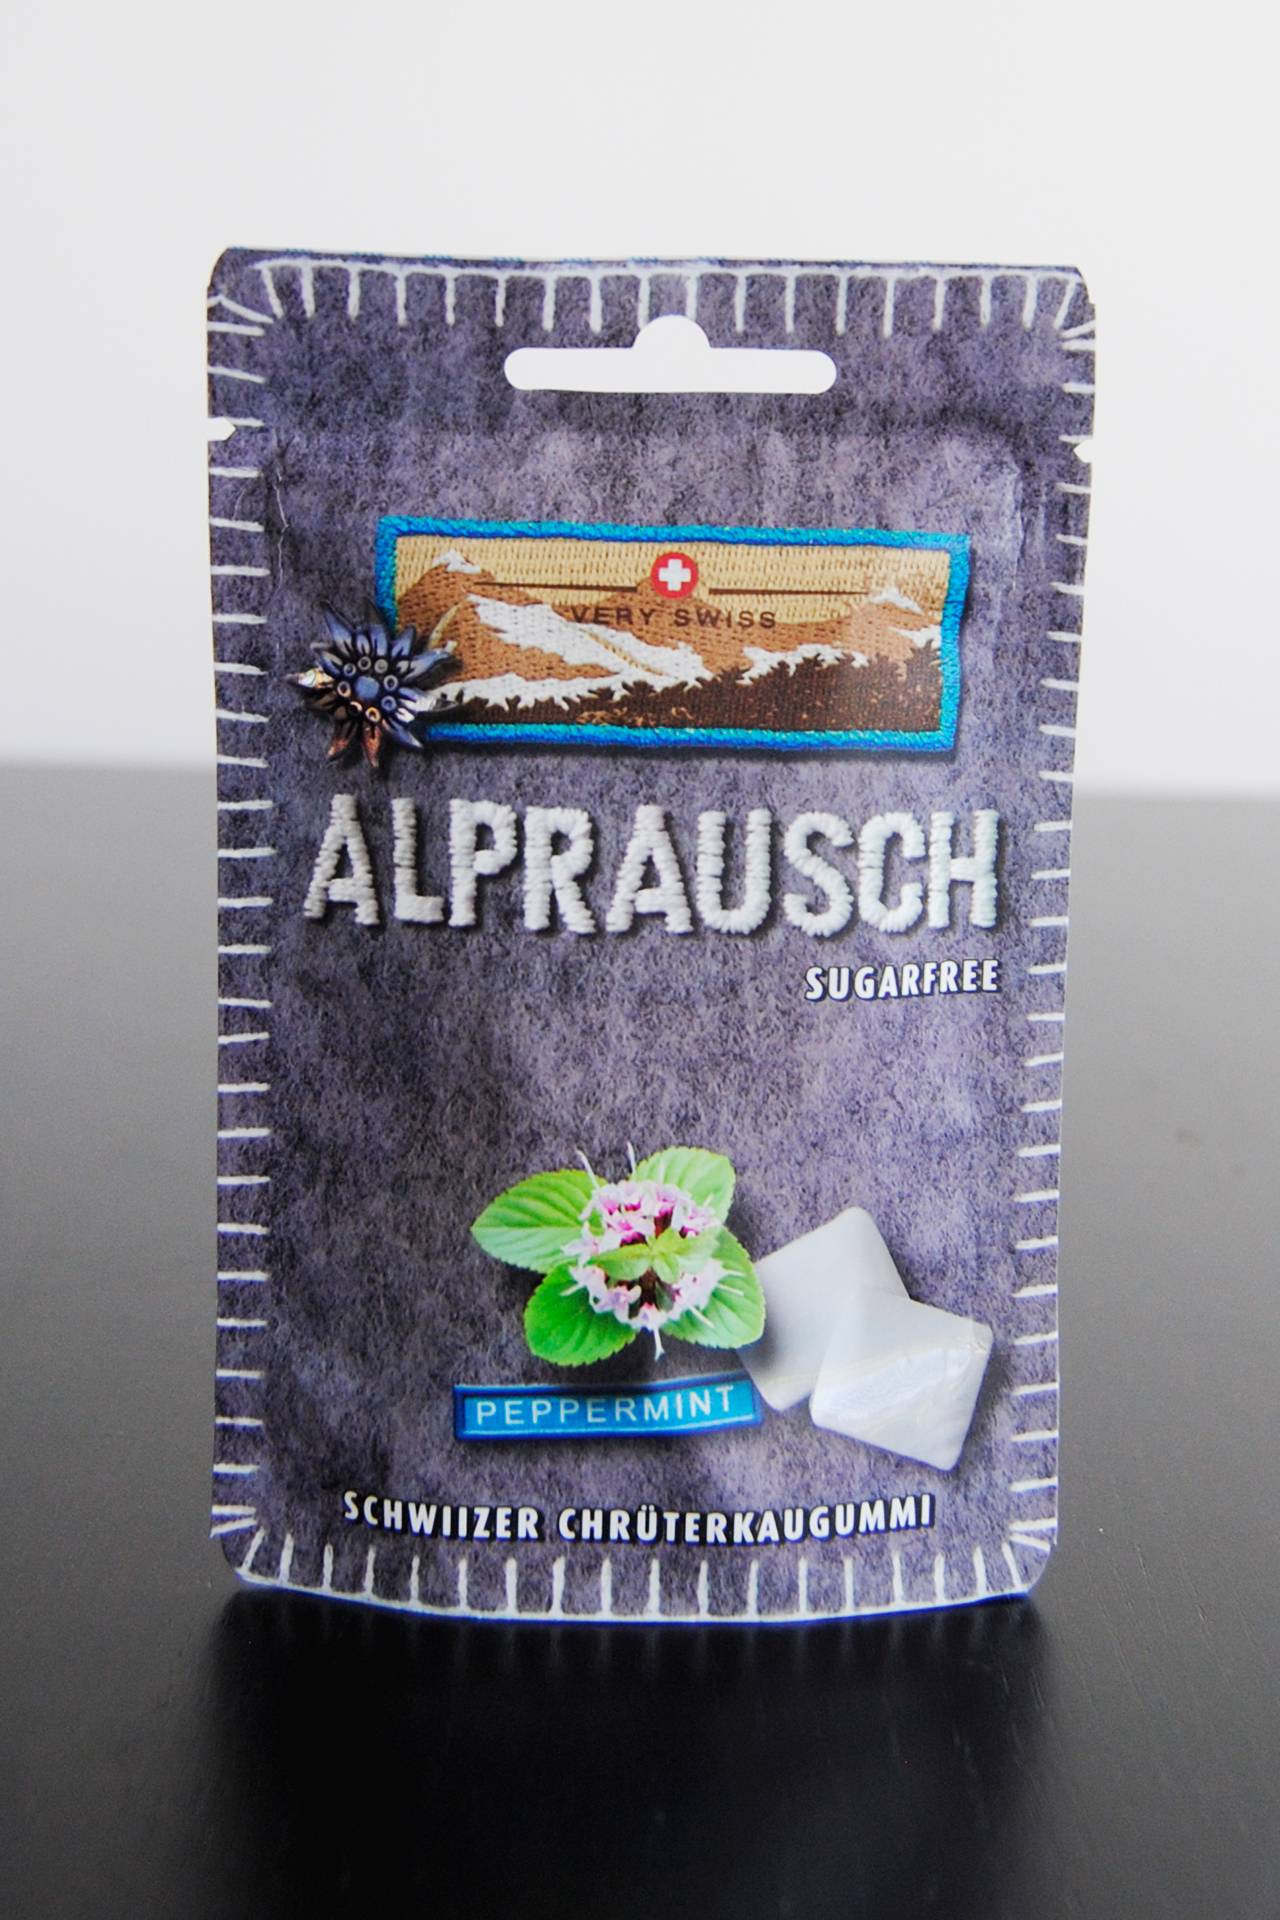 VERY SWISS
ALPRAUSCH
SUGARFREE
PEPPERMINT
SCHWIIZER CHRÜTERKAUGUMMI